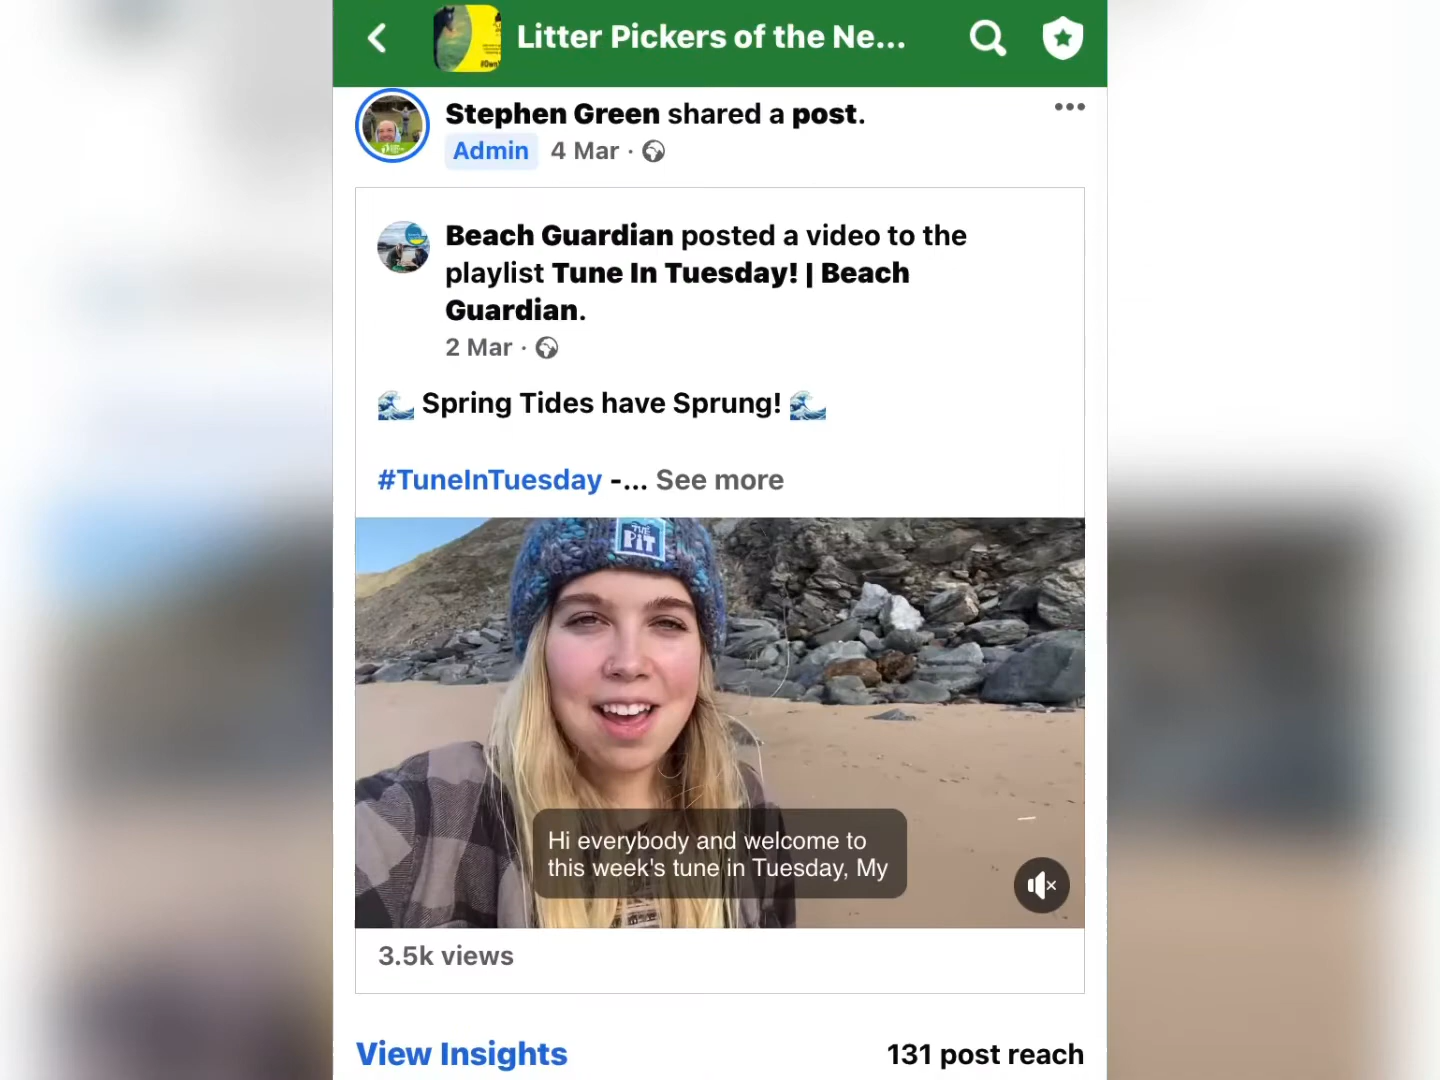 Litter Pickers of the Ne...
Stephen Green shared a post.
Admin 4 Mar ·
Beach Guardian posted a video to the
playlist Tune In Tuesday! | Beach
Guardian.
2 Mar ·
🌊 Spring Tides have Sprung! 🌊
#TuneInTuesday -... See more
THE
PiT
Hi everybody and welcome to
this week's tune in Tuesday, My
3.5k views
View Insights
131 post reach